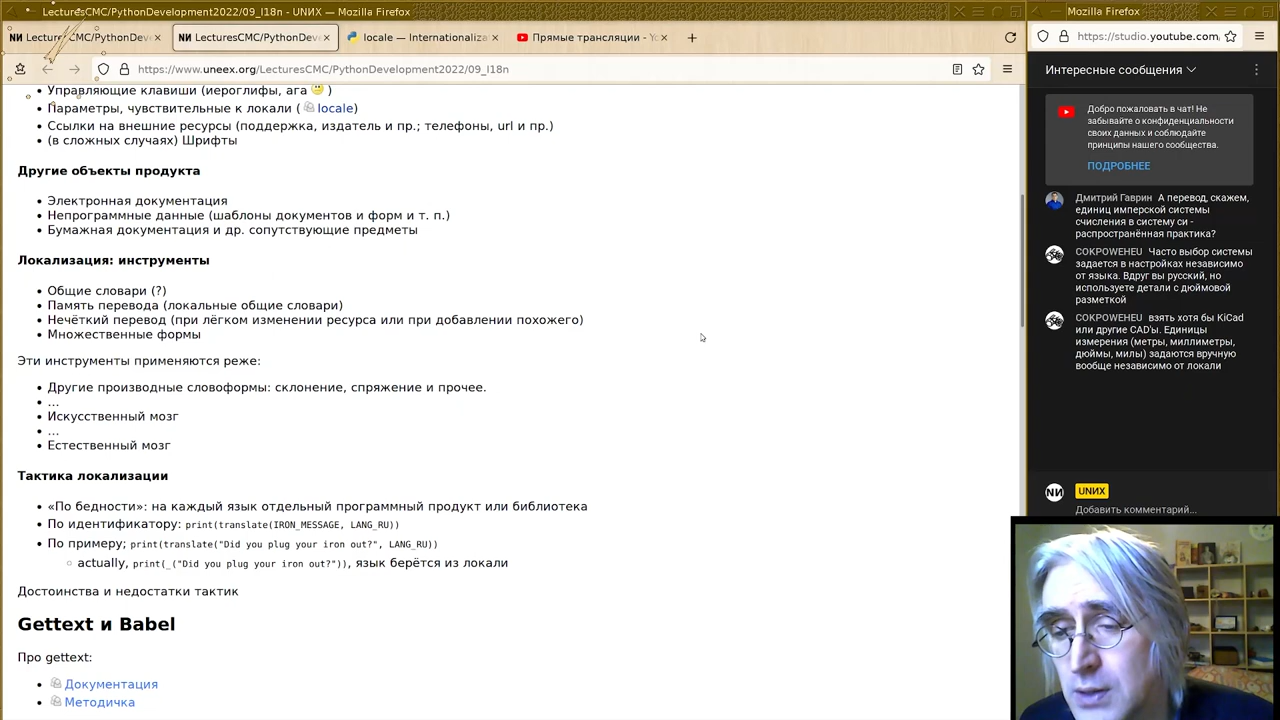 LecturesCMC/PythonDevelopment2022/09_I18n - UNИX — Mozilla Firefox
LecturesCMC/PythonDeve
LecturesCMC/PythonDeve
locale — Internationaliza
Прямые трансляции - Yo
https://www.uneex.org/LecturesCMC/PythonDevelopment2022/09_I18n
Управляющие клавиши (иероглифы, ага )
Параметры, чувствительные к локали ( locale)
Ссылки на внешние ресурсы (поддержка, издатель и пр.; телефоны, url и пр.)
(в сложных случаях) Шрифты
Другие объекты продукта
Электронная документация
Непрограммные данные (шаблоны документов и форм и т. п.)
Бумажная документация и др. сопутствующие предметы
Локализация: инструменты
Общие словари (?)
Память перевода (локальные общие словари)
Нечёткий перевод (при лёгком изменении ресурса или при добавлении похожего)
Множественные формы
Эти инструменты применяются реже:
Другие производные словоформы: склонение, спряжение и прочее.
...
Искусственный мозг
...
Естественный мозг
Тактика локализации
«По бедности»: на каждый язык отдельный программный продукт или библиотека
По идентификатору: print(translate(IRON_MESSAGE, LANG_RU))
По примеру; print(translate("Did you plug your iron out?", LANG_RU))
actually, print(_("Did you plug your iron out?")), язык берётся из локали
Достоинства и недостатки тактик
Gettext и Babel
Про gettext:
Документация
Методичка
Mozilla Firefox
https://studio.youtube.com/
Интересные сообщения
Добро пожаловать в чат! Не
забывайте о конфиденциальности
своих данных и соблюдайте
принципы нашего сообщества.
ПОДРОБНЕЕ
Дмитрий Гаврин А перевод, скажем,
единиц имперской системы
счисления в систему си -
распространённая практика?
COKPOWEHEU Часто выбор системы
задается в настройках независимо
от языка. Вдруг вы русский, но
используете детали с дюймовой
разметкой
COKPOWEHEU взять хотя бы KiCad
или другие CAD'ы. Единицы
измерения (метры, миллиметры,
дюймы, милы) задаются вручную
вообще независимо от локали
NИ
UNИX
Добавить комментарий...